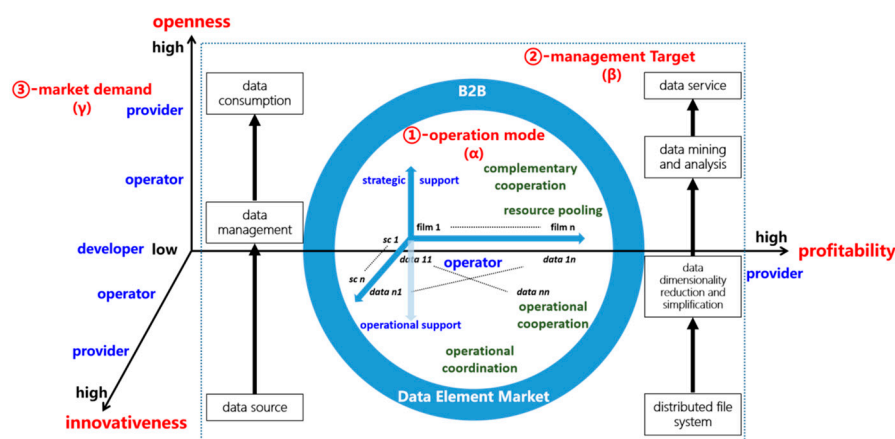 openness
high
③-market demand
(γ)
provider
operator
developer
low
operator
provider
high
innovativeness
data
consumption
data
management
data source
B2B
①-operation mode
(α)
strategic support
complementary
cooperation
resource pooling
film 1
film n
sc 1
sc n
data 11
operator
data 1n
data n1
data nn
operational support
operational
cooperation
operational
coordination
Data Element Market
②-management Target
(β)
data service
data mining
and analysis
data
dimensionality
reduction and
simplification
distributed file
system
high
profitability
provider